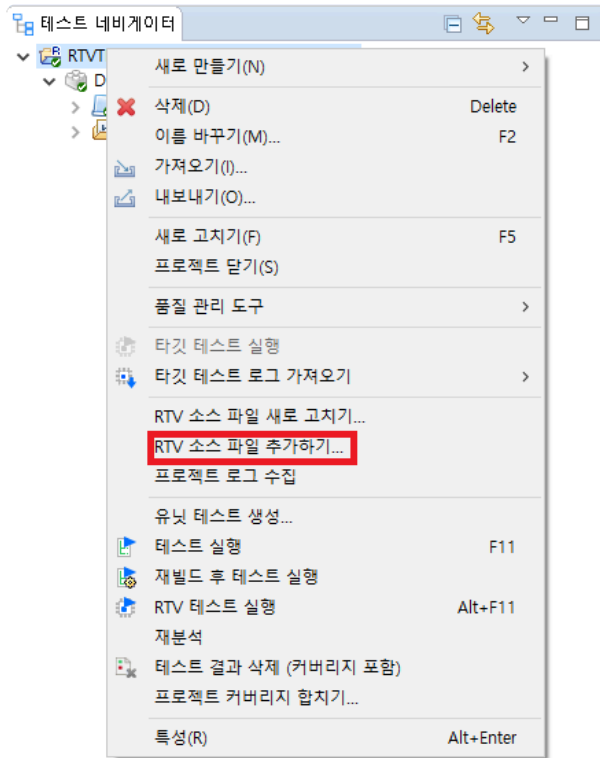 테스트 네비게이터
RTVT
D
새로 만들기(N)
삭제(D) Delete
이름 바꾸기(M)... F2
가져오기(I)...
내보내기(O)...
새로 고치기(F) F5
프로젝트 닫기(S)
품질 관리 도구
타깃 테스트 실행
타깃 테스트 로그 가져오기
RTV 소스 파일 새로 고치기...
RTV 소스 파일 추가하기...
프로젝트 로그 수집
유닛 테스트 생성...
테스트 실행 F11
재빌드 후 테스트 실행
RTV 테스트 실행 Alt+F11
재분석
테스트 결과 삭제 (커버리지 포함)
프로젝트 커버리지 합치기...
특성(R) Alt+Enter